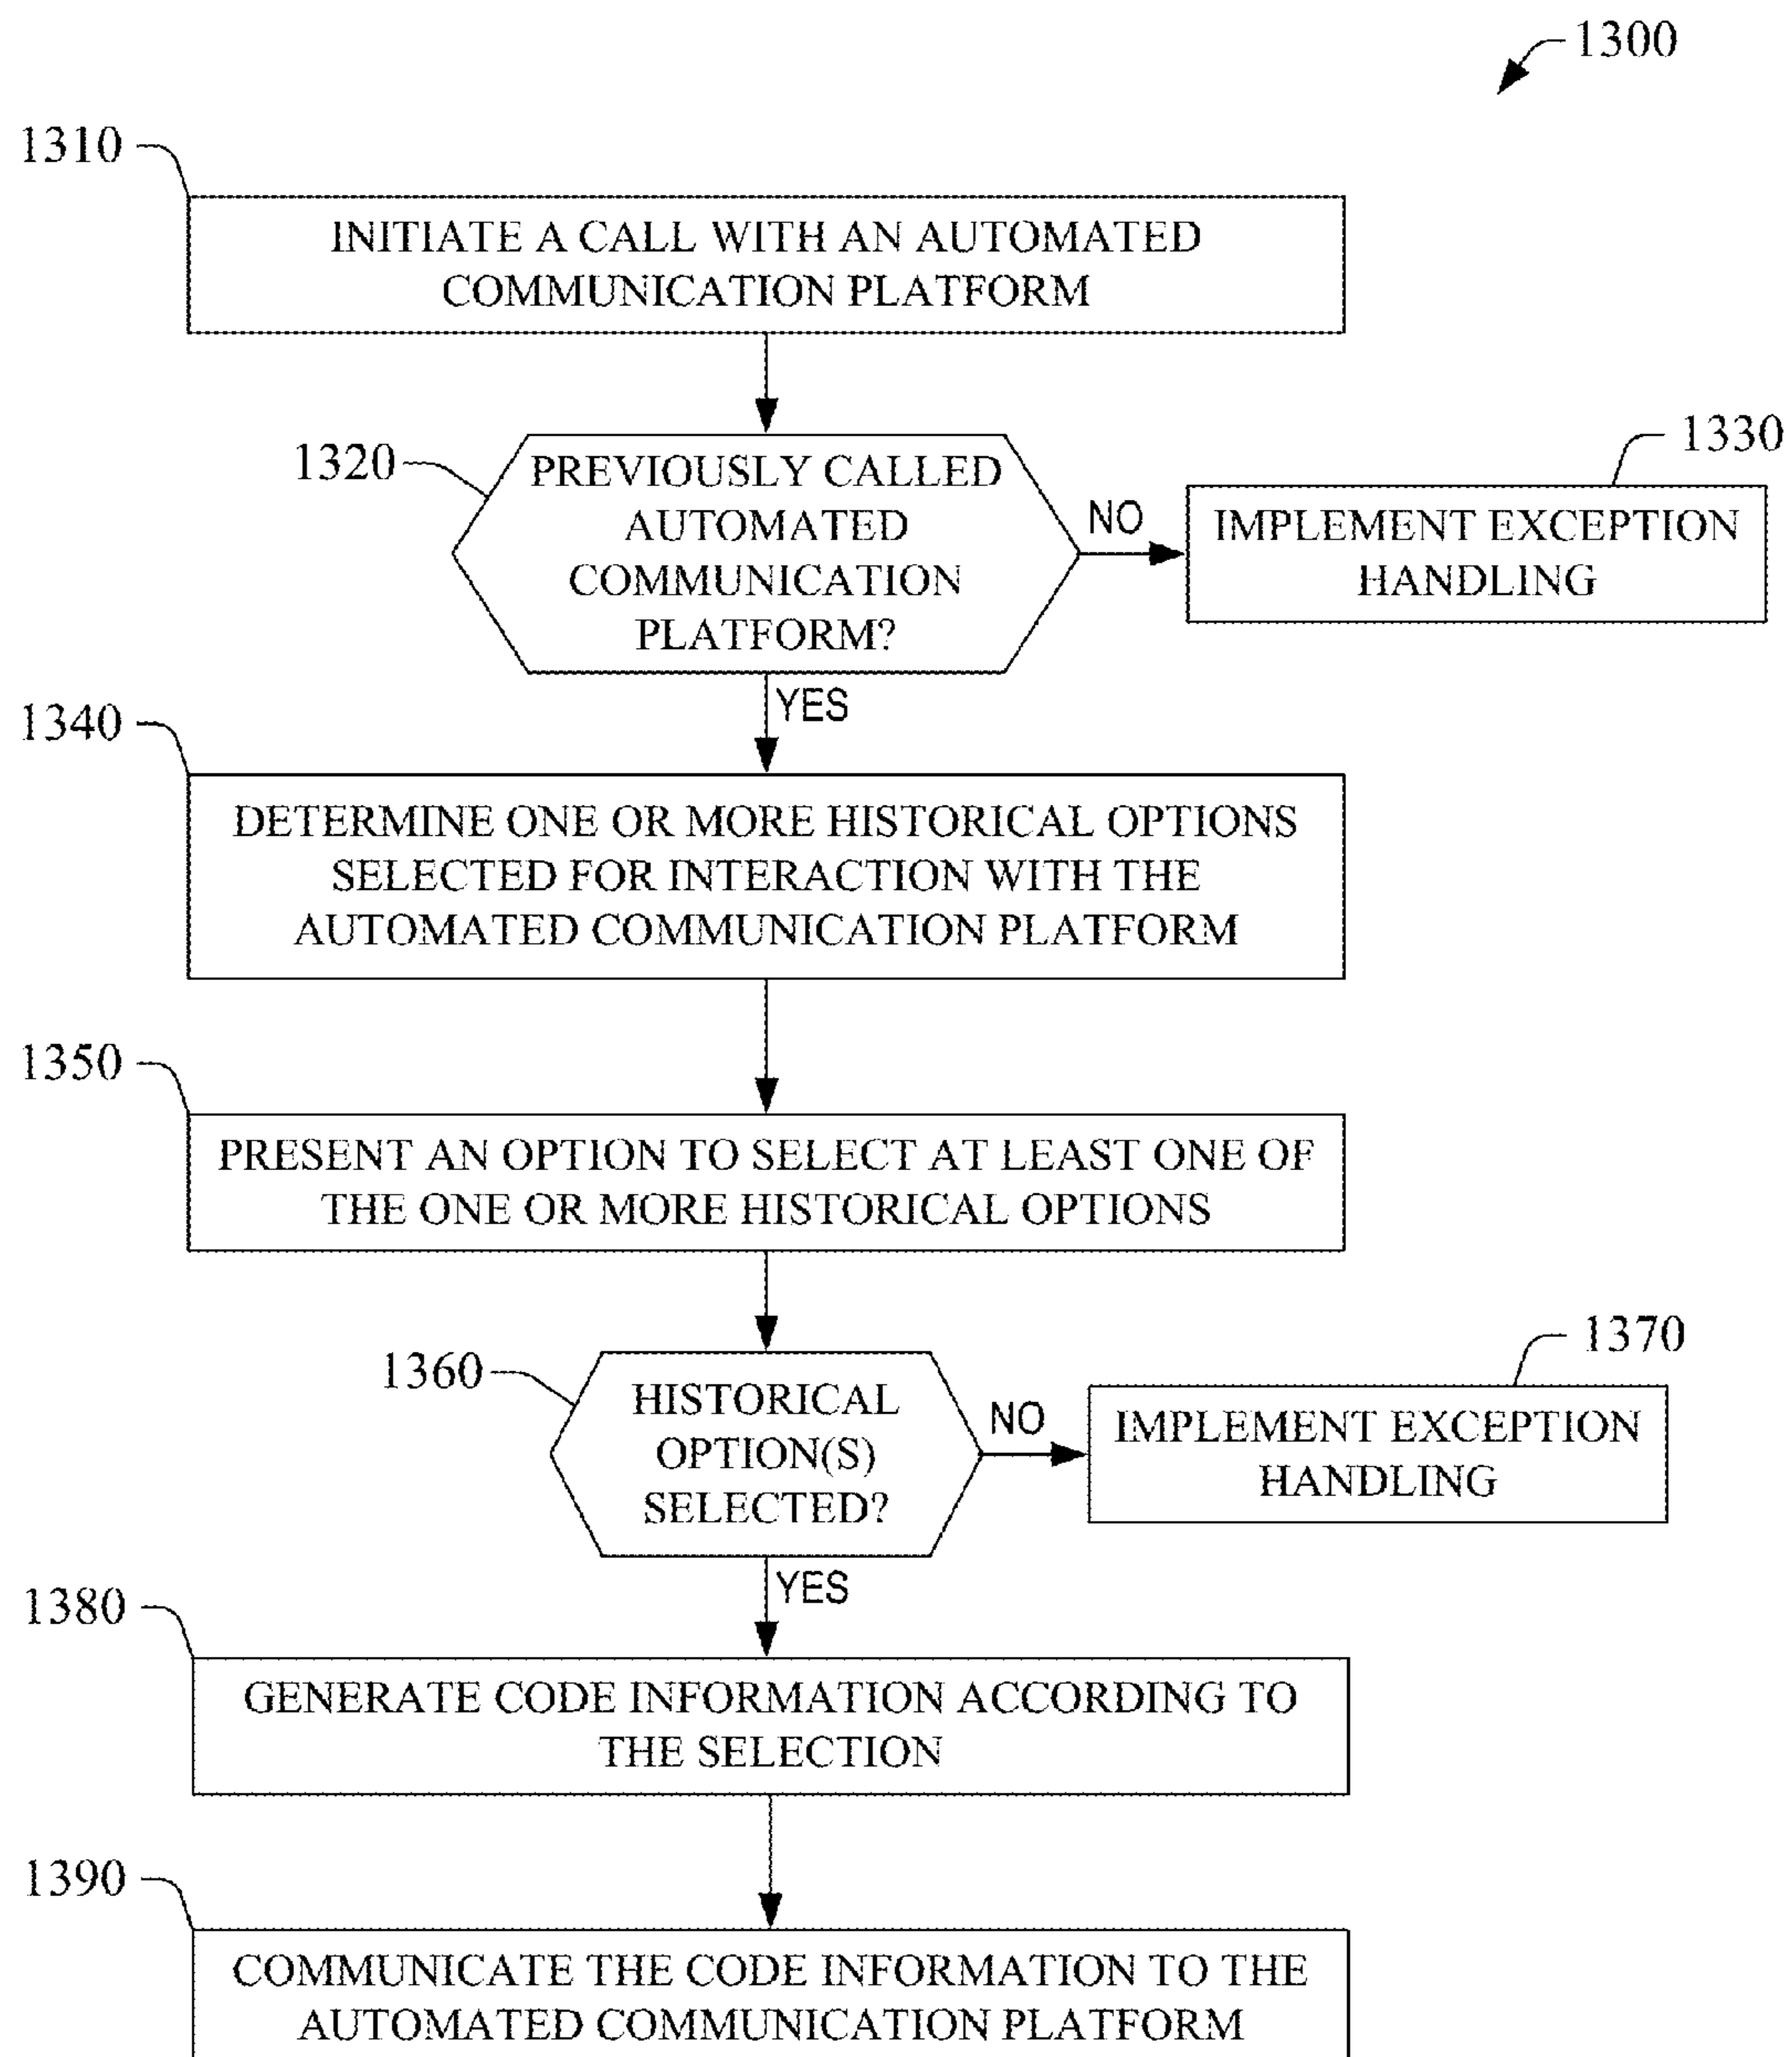 1300
1310
INITIATE A CALL WITH AN AUTOMATED
COMMUNICATION PLATFORM
1320
PREVIOUSLY CALLED
AUTOMATED
COMMUNICATION
PLATFORM?
NO
1330
IMPLEMENT EXCEPTION
HANDLING
YES
1340
DETERMINE ONE OR MORE HISTORICAL OPTIONS
SELECTED FOR INTERACTION WITH THE
AUTOMATED COMMUNICATION PLATFORM
1350
PRESENT AN OPTION TO SELECT AT LEAST ONE OF
THE ONE OR MORE HISTORICAL OPTIONS
1360
HISTORICAL
OPTION(S)
SELECTED?
NO
1370
IMPLEMENT EXCEPTION
HANDLING
YES
1380
GENERATE CODE INFORMATION ACCORDING TO
THE SELECTION
1390
COMMUNICATE THE CODE INFORMATION TO THE
AUTOMATED COMMUNICATION PLATFORM